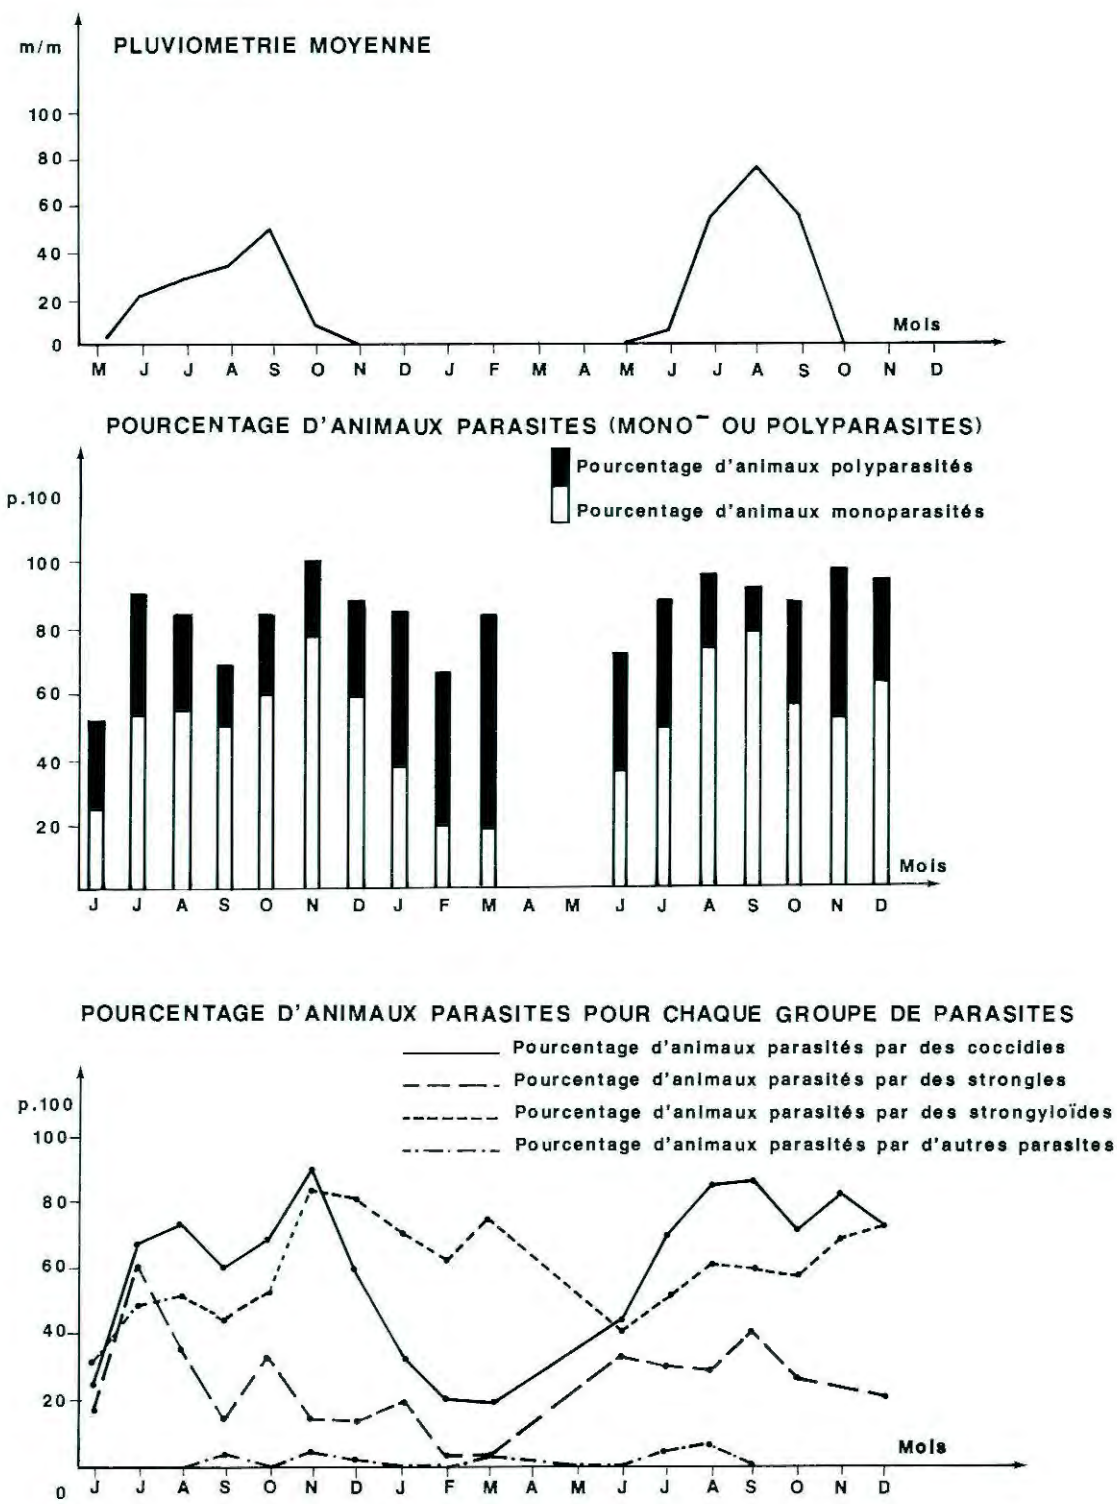 m/m
PLUVIOMETRIE MOYENNE
100
80
60
40
20
0
Mois
M J J A S O N D J F M A M J J A S O N D
POURCENTAGE D'ANIMAUX PARASITES (MONO- OU POLYPARASITES)
Pourcentage d'animaux polyparasités
p.100
Pourcentage d'animaux monoparasités
100
80
60
40
20
Mois
J J A S O N D J F M A M J J A S O N D
POURCENTAGE D'ANIMAUX PARASITES POUR CHAQUE GROUPE DE PARASITES
Pourcentage d'animaux parasités par des coccidies
Pourcentage d'animaux parasités par des strongles
p.100
Pourcentage d'animaux parasités par des strongyloïdes
100
Pourcentage d'animaux parasités par d'autres parasites
80
60
40
20
Mois
0
J J A S O N D J F M A M J J A S O N D